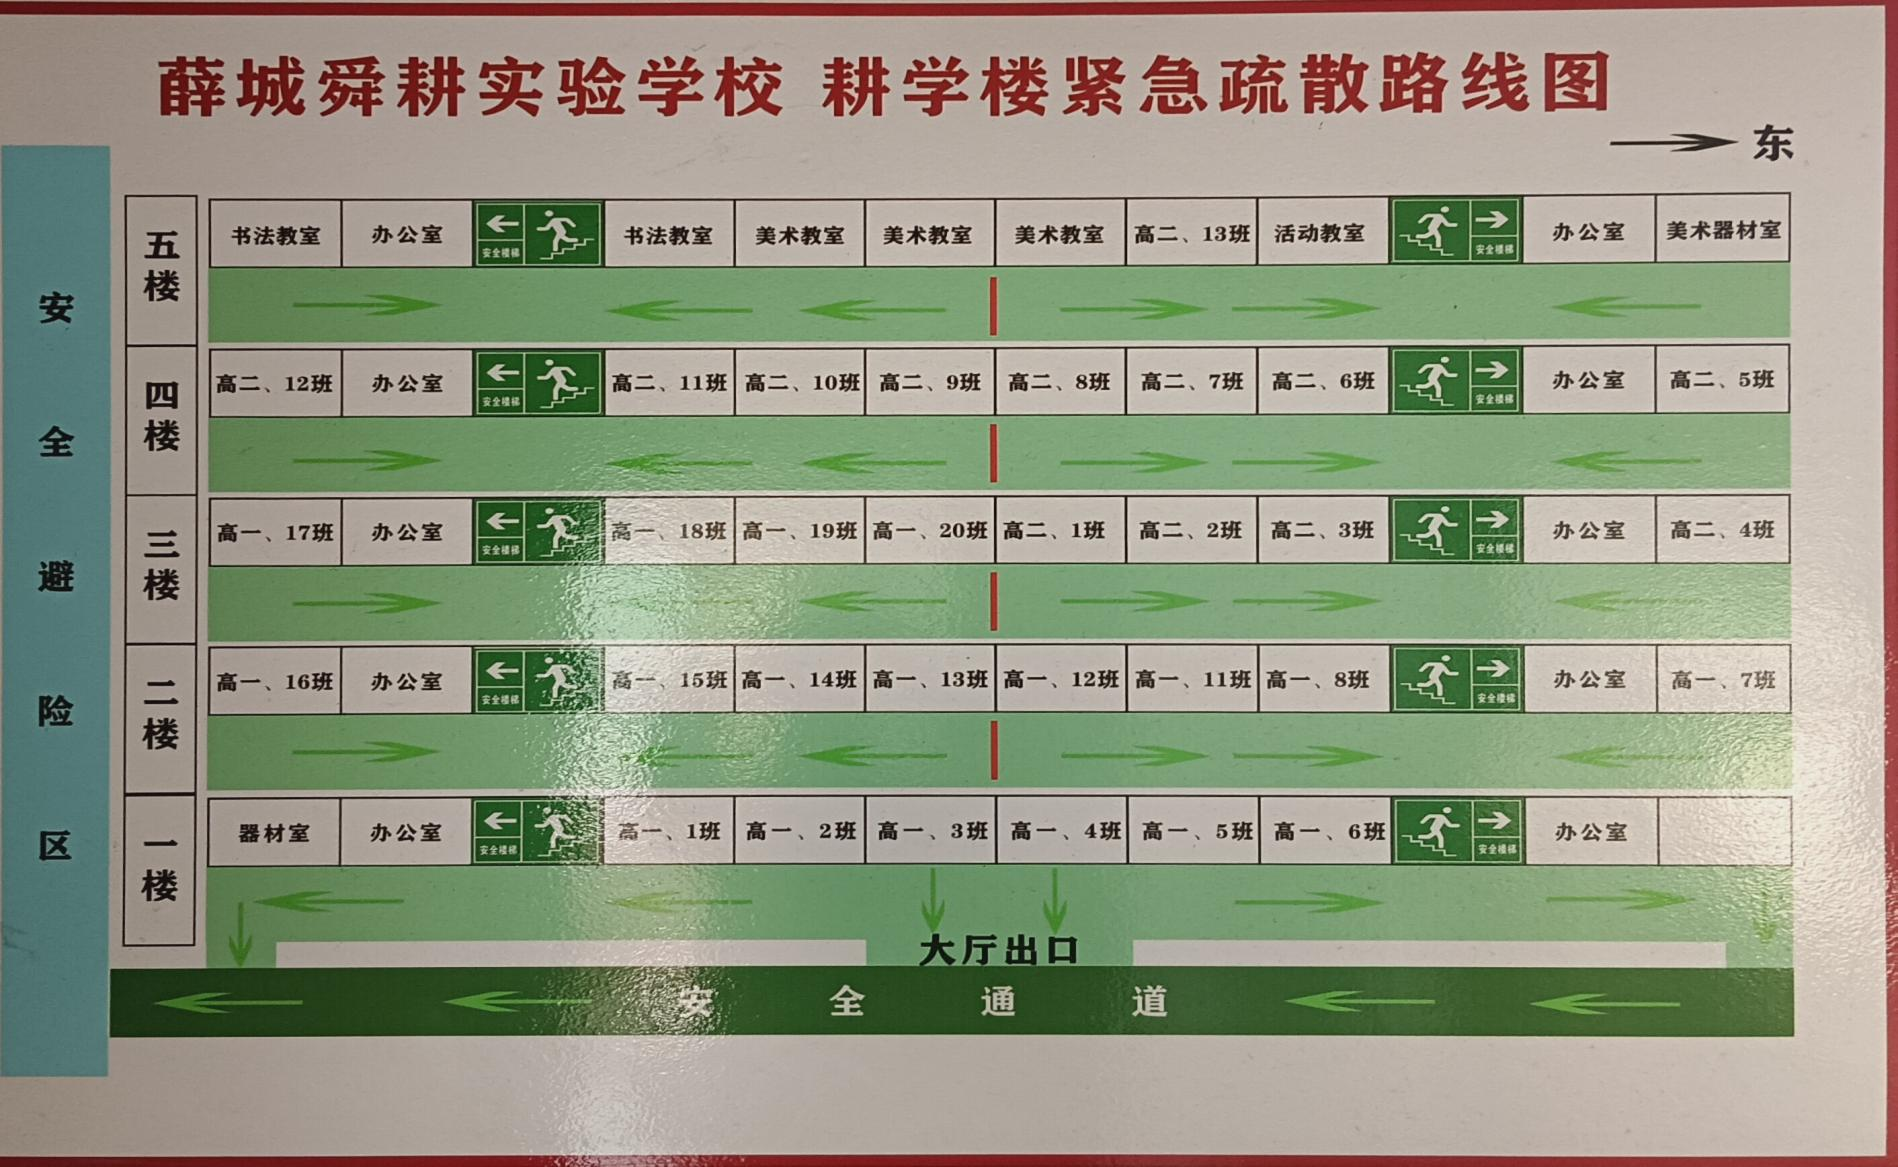 薛城舜耕实验学校 耕学楼紧急疏散路线图
东
安全避险区
五楼
书法教室 办公室 安全楼梯 书法教室 美术教室 美术教室 美术教室 高二、13班 活动教室 安全楼梯 办公室 美术器材室
四楼
高二、12班 办公室 安全楼梯 高二、11班 高二、10班 高二、9班 高二、8班 高二、7班 高二、6班 安全楼梯 办公室 高二、5班
三楼
高一、17班 办公室 安全楼梯 高一、18班 高一、19班 高一、20班 高二、1班 高二、2班 高二、3班 安全楼梯 办公室 高二、4班
二楼
高一、16班 办公室 安全楼梯 高一、15班 高一、14班 高一、13班 高一、12班 高一、11班 高一、8班 安全楼梯 办公室 高一、7班
一楼
器材室 办公室 安全楼梯 高一、1班 高一、2班 高一、3班 高一、4班 高一、5班 高一、6班 安全楼梯 办公室
大厅出口
安全通道